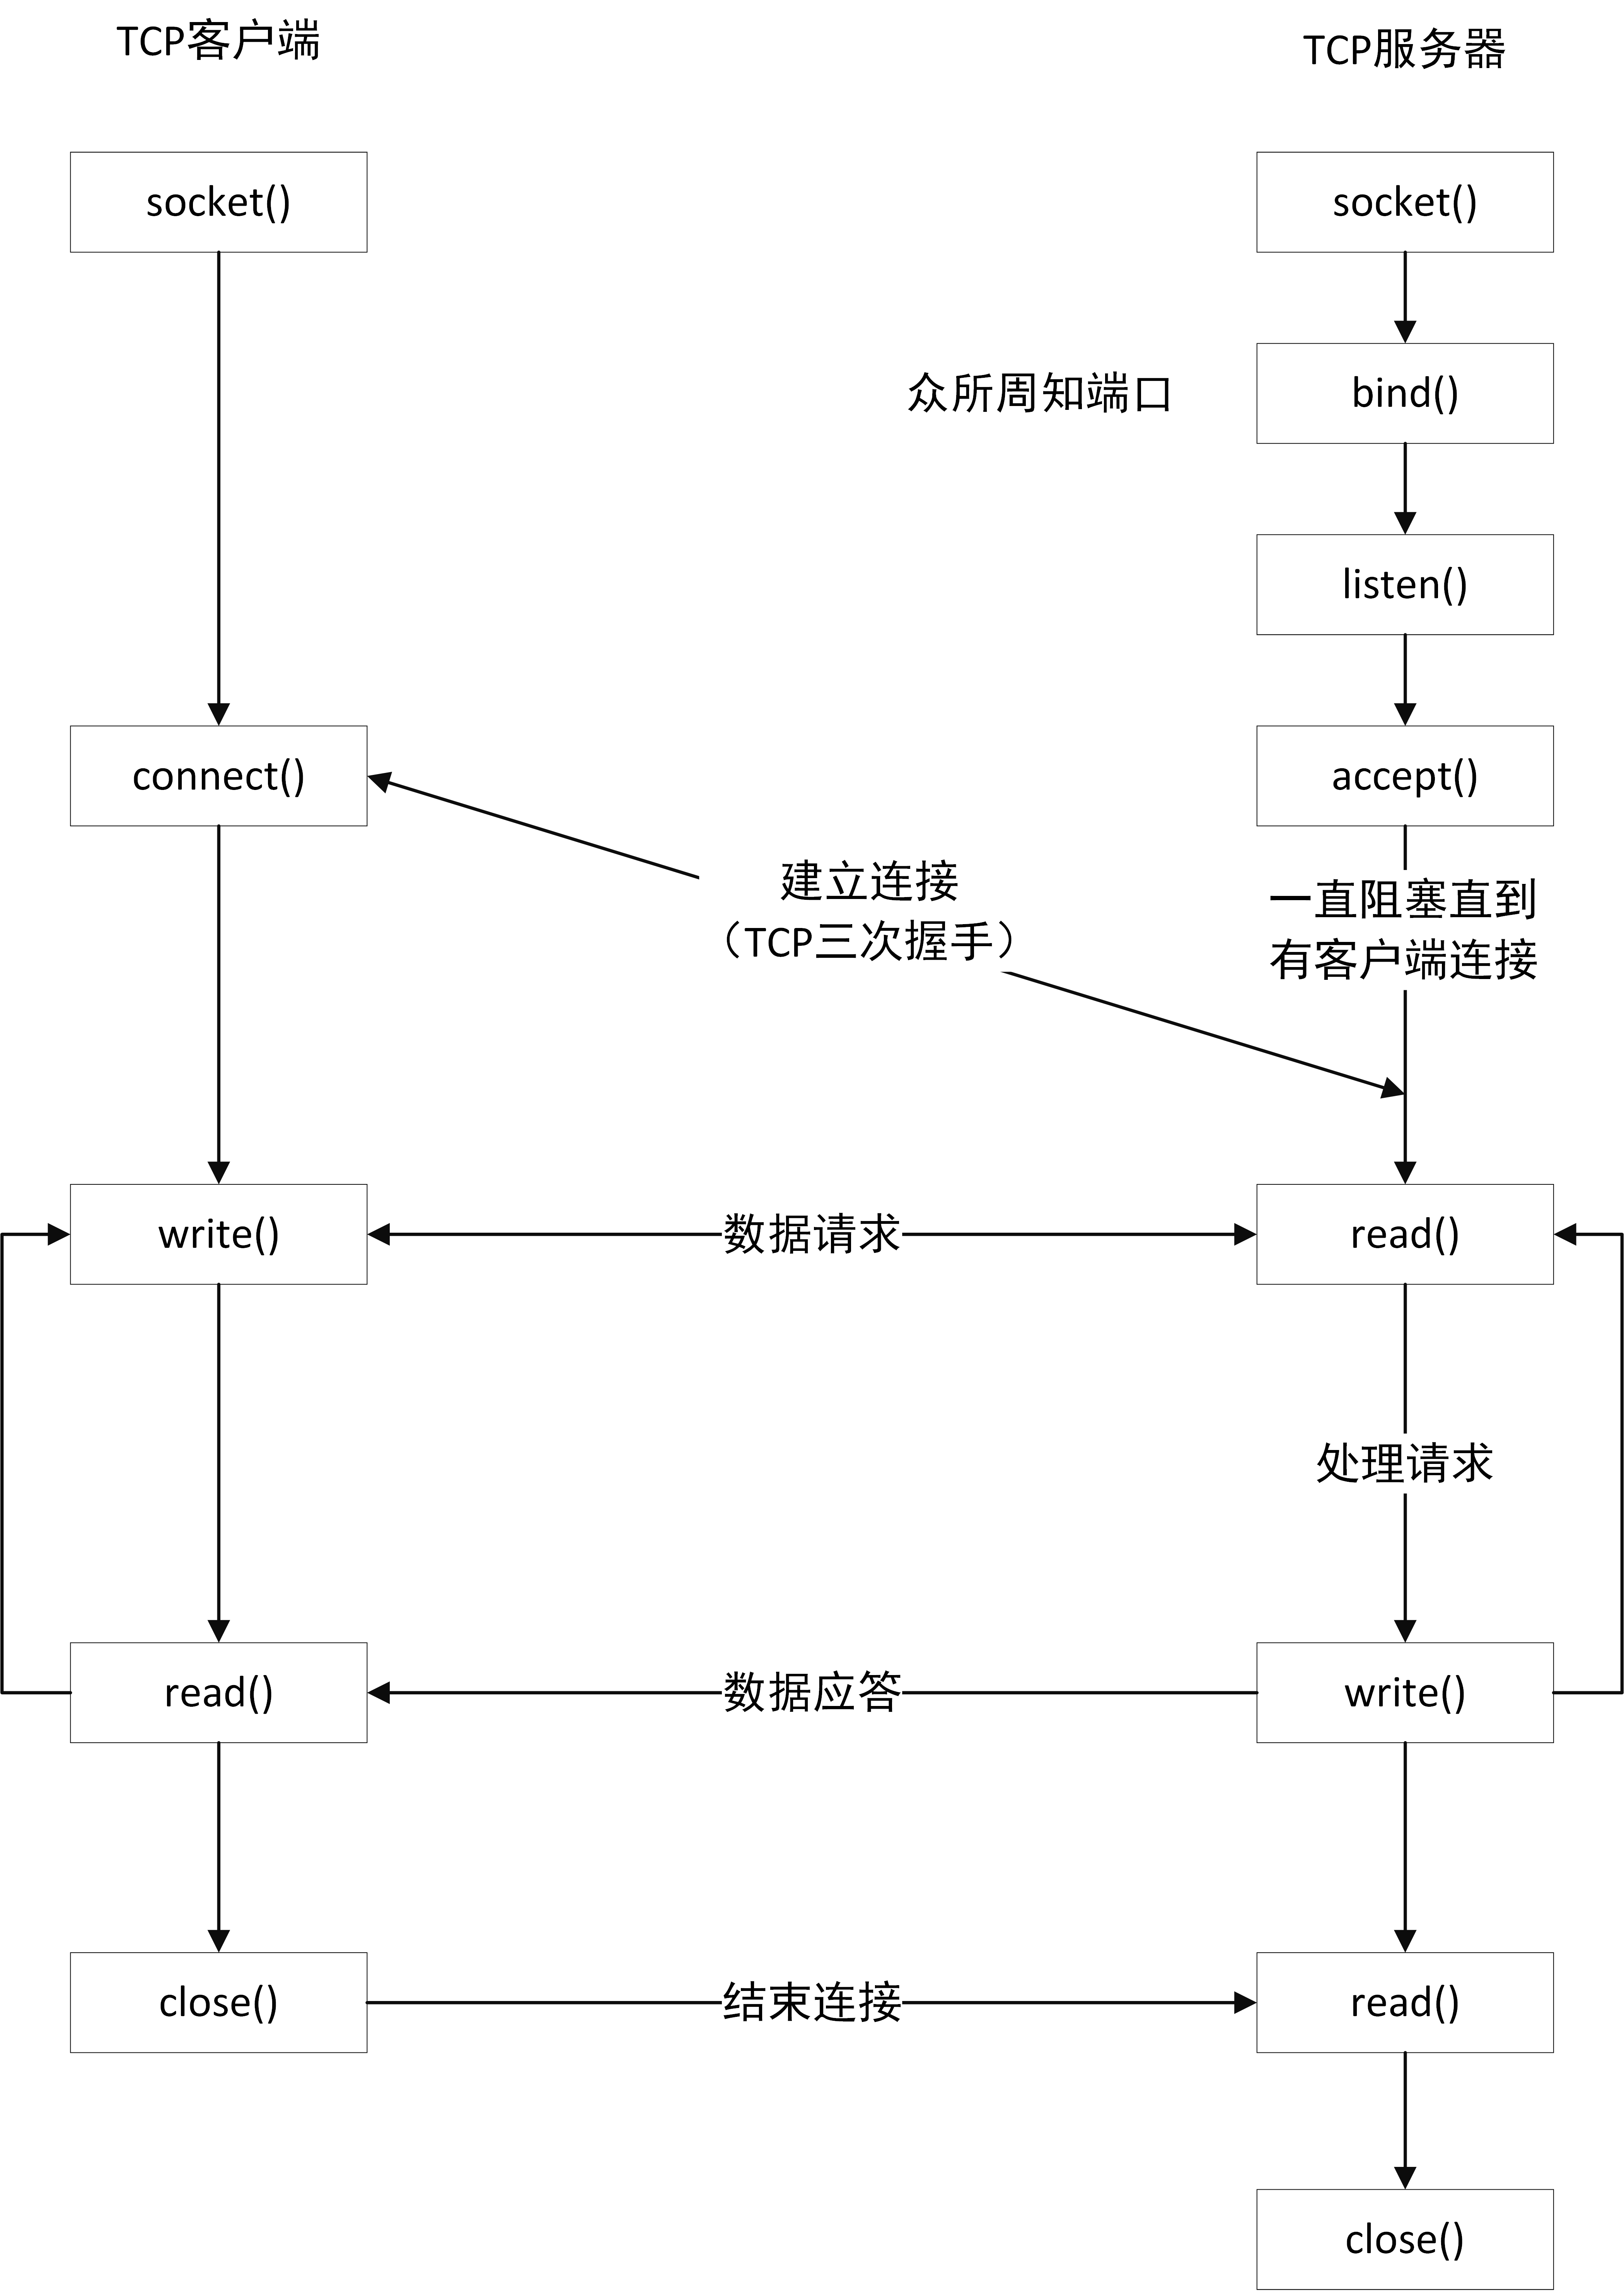 TCP客户端
TCP服务器
socket()
socket()
众所周知端口
bind()
listen()
connect()
accept()
建立连接
（TCP三次握手）
一直阻塞直到
有客户端连接
write()
数据请求
read()
处理请求
read()
数据应答
write()
close()
结束连接
read()
close()